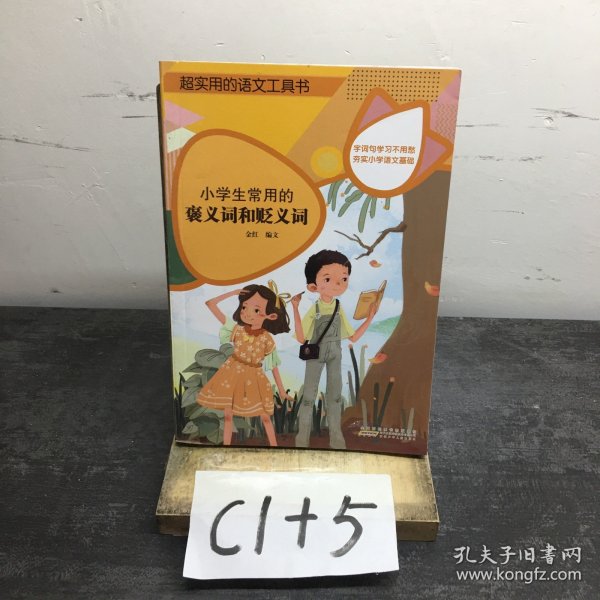 超实用的语文工具书
字词句学习不用愁
夯实小学语文基础
小学生常用的
褒义词和贬义词
金红 编文
C1+5
孔夫子旧书网
www.kongfz.com